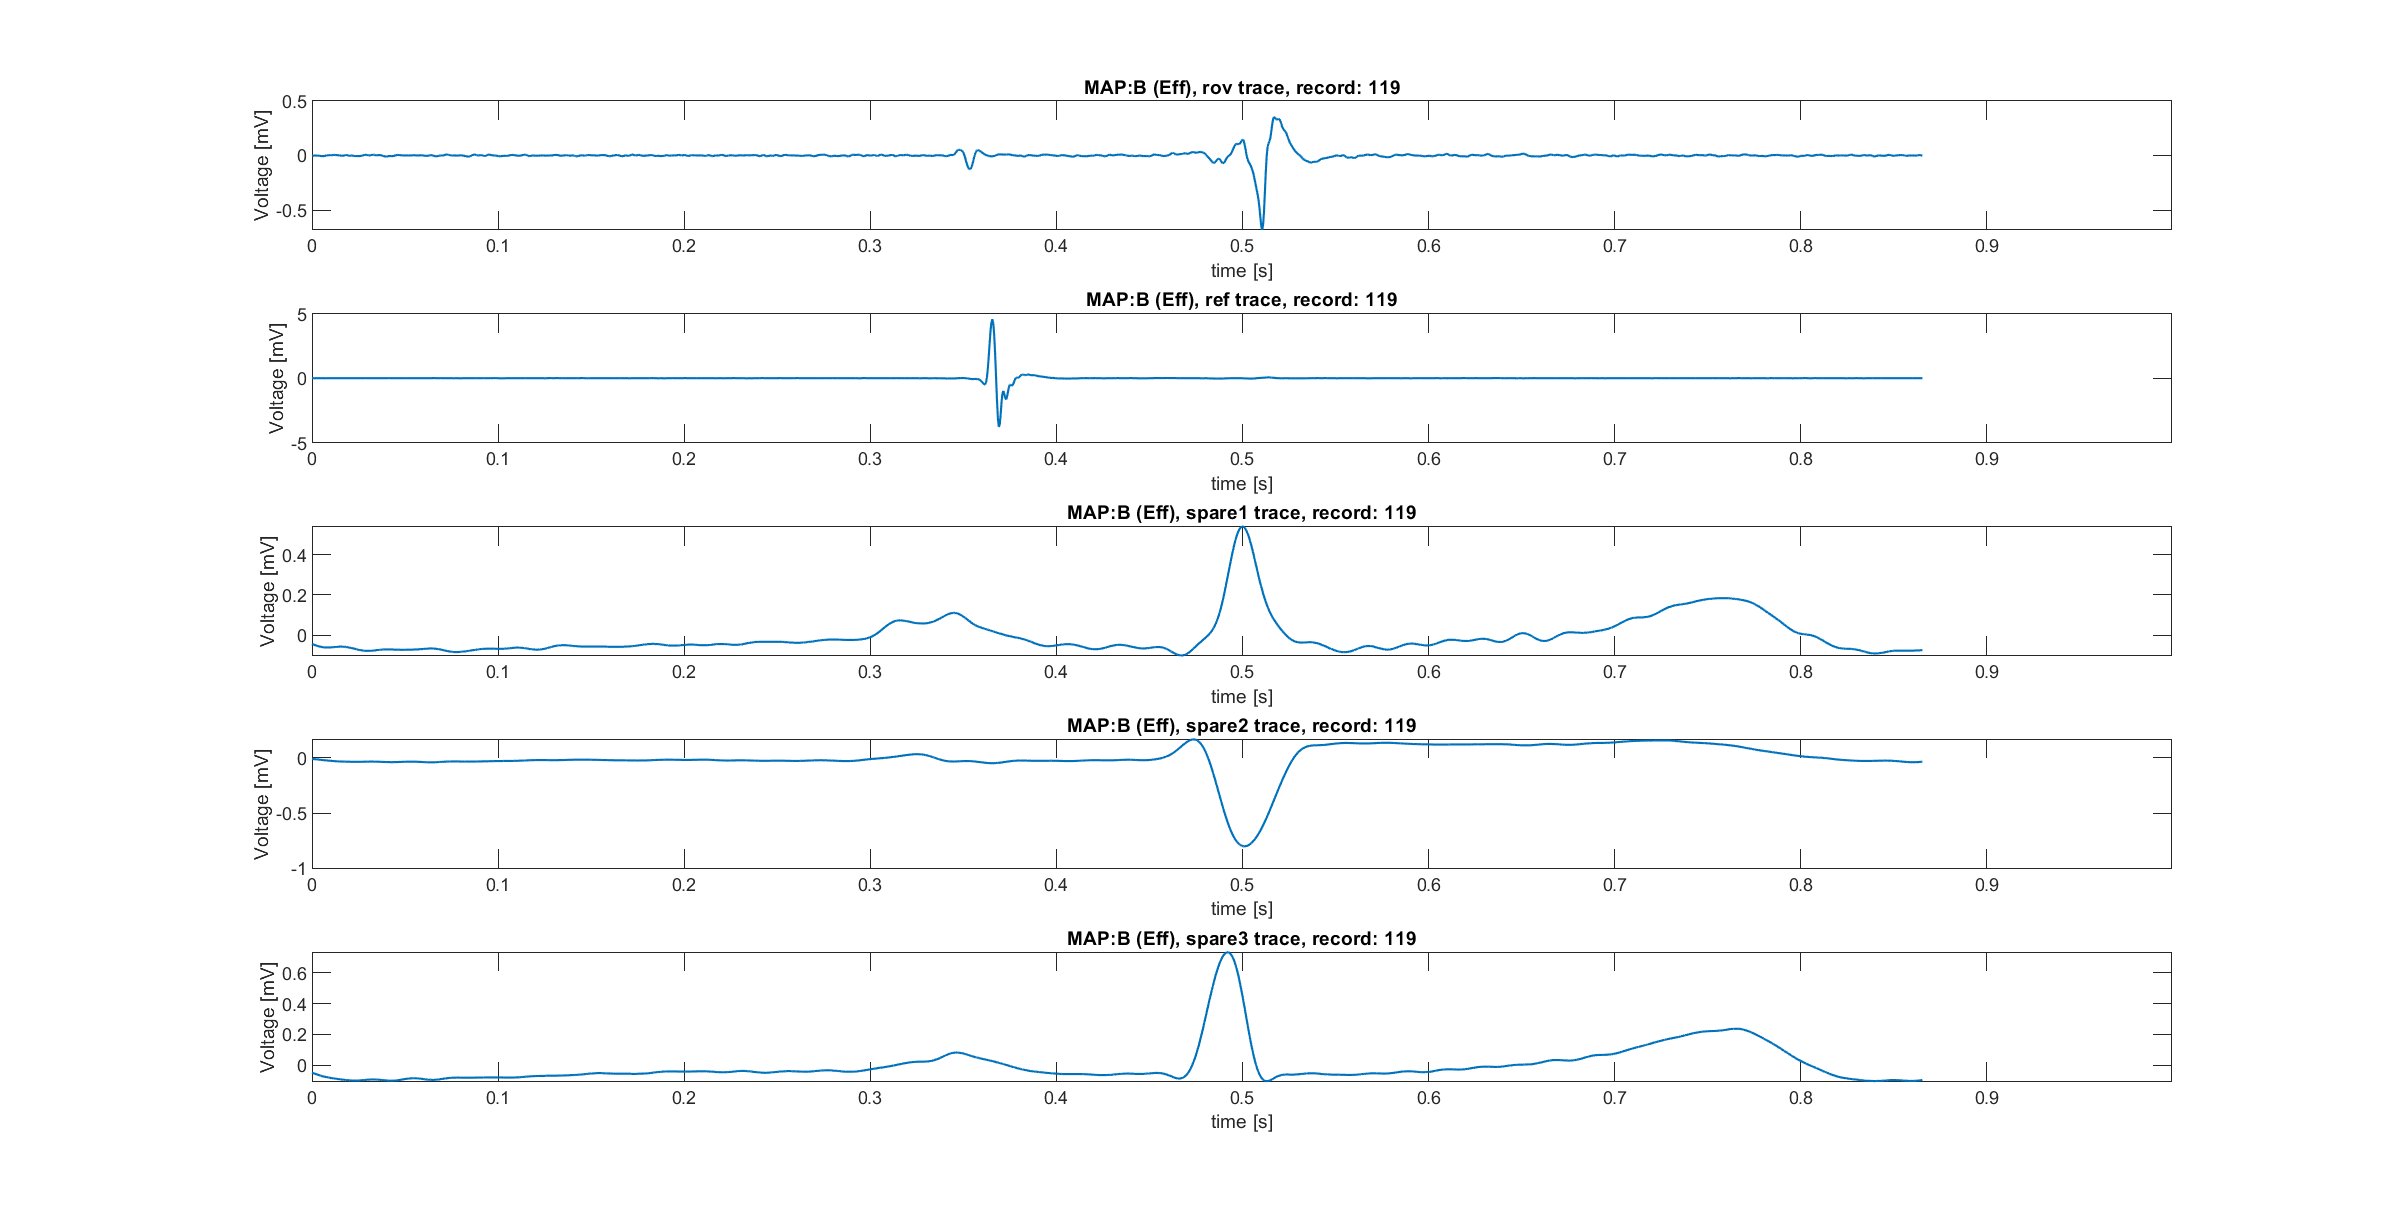 MAP:B (Eff), rov trace, record: 119
Voltage [mV]
0.5
0
-0.5
0 0.1 0.2 0.3 0.4 0.5 0.6 0.7 0.8 0.9
time [s]
MAP:B (Eff), ref trace, record: 119
Voltage [mV]
5
0
-5
0 0.1 0.2 0.3 0.4 0.5 0.6 0.7 0.8 0.9
time [s]
MAP:B (Eff), spare1 trace, record: 119
Voltage [mV]
0.4
0.2
0
0 0.1 0.2 0.3 0.4 0.5 0.6 0.7 0.8 0.9
time [s]
MAP:B (Eff), spare2 trace, record: 119
Voltage [mV]
0
-0.5
-1
0 0.1 0.2 0.3 0.4 0.5 0.6 0.7 0.8 0.9
time [s]
MAP:B (Eff), spare3 trace, record: 119
Voltage [mV]
0.6
0.4
0.2
0
0 0.1 0.2 0.3 0.4 0.5 0.6 0.7 0.8 0.9
time [s]